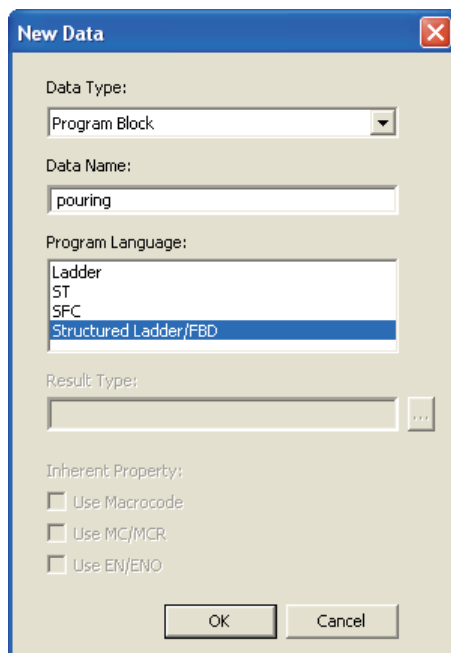 New Data
Data Type:
Program Block
Data Name:
pouring
Program Language:
Ladder
ST
SFC
Structured Ladder/FBD
Result Type:
...
Inherent Property:
Use Macrocode
Use MC/MCR
Use EN/ENO
OK Cancel